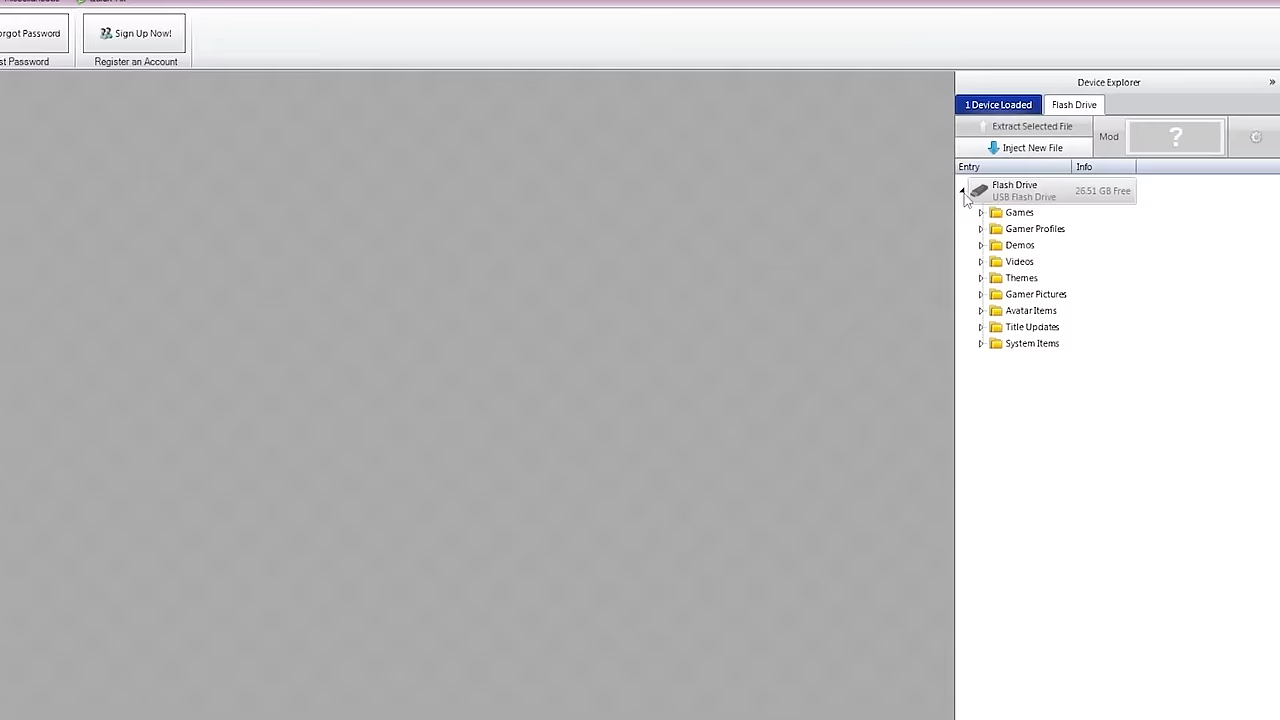 Forgot Password
Sign Up Now!
st Password
Register an Account
Device Explorer
»
1 Device Loaded
Flash Drive
Extract Selected File
Mod
?
Inject New File
Entry
Info
Flash Drive
USB Flash Drive
26.51 GB Free
Games
Gamer Profiles
Demos
Videos
Themes
Gamer Pictures
Avatar Items
Title Updates
System Items